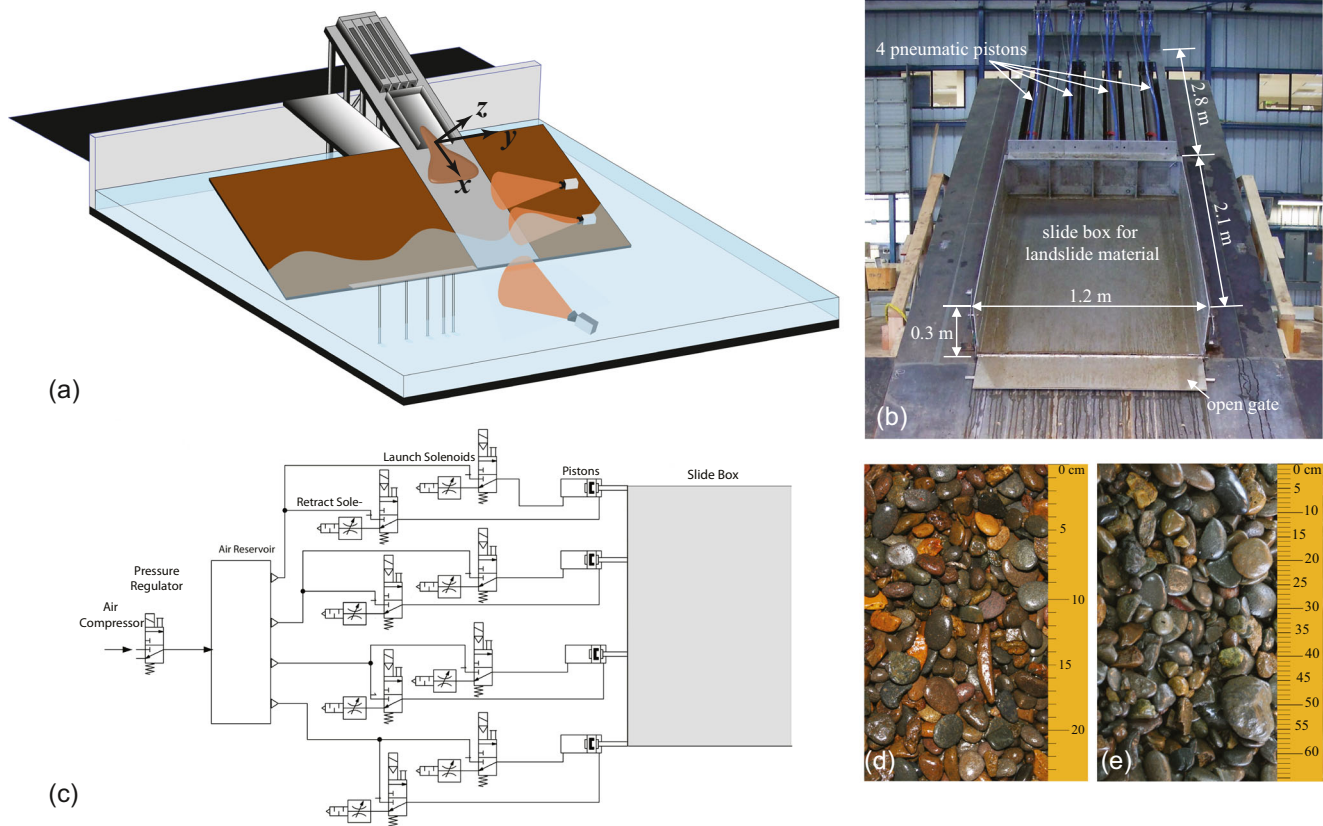 z
y
x
(a)
4 pneumatic pistons
2.8 m
2.1 m
slide box for
landslide material
1.2 m
0.3 m
open gate
(b)
Launch Solenoids
Pistons
Slide Box
Retract Sole-
Air Reservoir
Pressure
Regulator
Air
Compressor
(c)
0 cm
5
10
15
20
(d)
0 cm
5
10
15
20
25
30
35
40
45
50
55
60
(e)